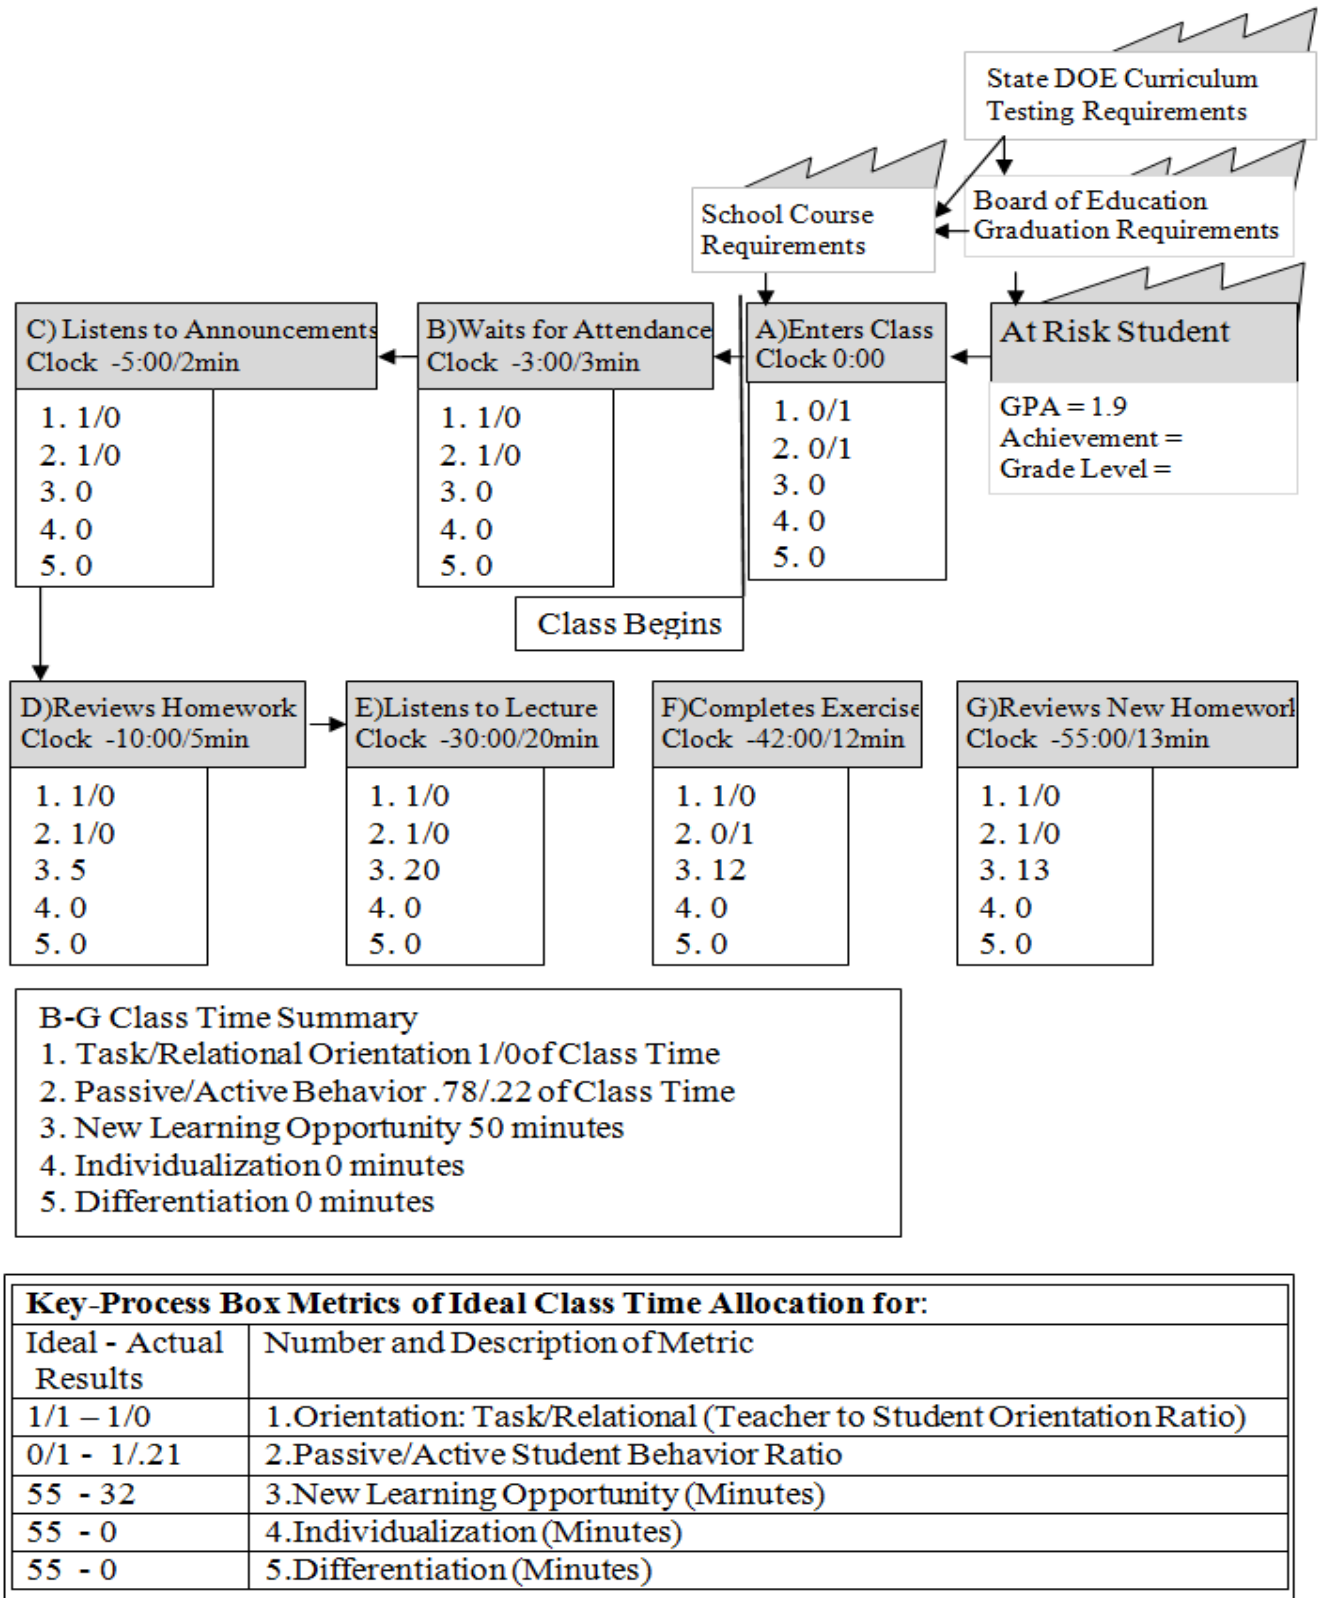 State DOE Curriculum
Testing Requirements
School Course
Requirements
Board of Education
Graduation Requirements
C) Listens to Announcements
Clock -5:00/2min
1. 1/0
2. 1/0
3. 0
4. 0
5. 0
B)Waits for Attendance
Clock -3:00/3min
1. 1/0
2. 1/0
3. 0
4. 0
5. 0
A)Enters Class
Clock 0:00
1. 0/1
2. 0/1
3. 0
4. 0
5. 0
At Risk Student
GPA = 1.9
Achievement =
Grade Level =
Class Begins
D)Reviews Homework
Clock -10:00/5min
1. 1/0
2. 1/0
3. 5
4. 0
5. 0
E)Listens to Lecture
Clock -30:00/20min
1. 1/0
2. 1/0
3. 20
4. 0
5. 0
F)Completes Exercise
Clock -42:00/12min
1. 1/0
2. 0/1
3. 12
4. 0
5. 0
G)Reviews New Homework
Clock -55:00/13min
1. 1/0
2. 1/0
3. 13
4. 0
5. 0
B-G Class Time Summary
1. Task/Relational Orientation 1/0of Class Time
2. Passive/Active Behavior .78/.22 of Class Time
3. New Learning Opportunity 50 minutes
4. Individualization 0 minutes
5. Differentiation 0 minutes
Key-Process Box Metrics of Ideal Class Time Allocation for:
Ideal - Actual Results Number and Description of Metric
1/1 – 1/0 1.Orientation: Task/Relational (Teacher to Student Orientation Ratio)
0/1 - 1/.21 2.Passive/Active Student Behavior Ratio
55 - 32 3.New Learning Opportunity (Minutes)
55 - 0 4.Individualization (Minutes)
55 - 0 5.Differentiation (Minutes)